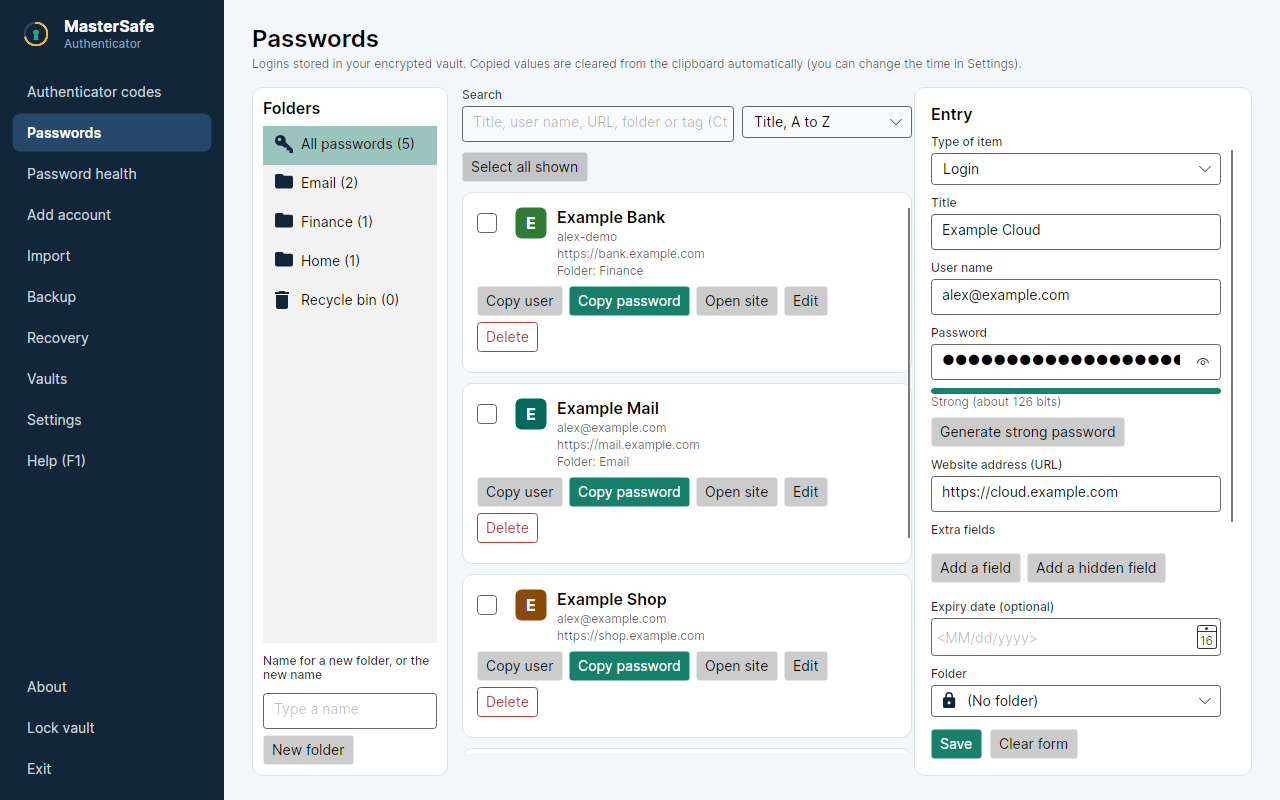 MasterSafe
Authenticator
Authenticator codes
Passwords
Password health
Add account
Import
Backup
Recovery
Vaults
Settings
Help (F1)
About
Lock vault
Exit
Passwords
Logins stored in your encrypted vault. Copied values are cleared from the clipboard automatically (you can change the time in Settings).
Folders
All passwords (5)
Email (2)
Finance (1)
Home (1)
Recycle bin (0)
Name for a new folder, or the
new name
Type a name
New folder
Search
Title, user name, URL, folder or tag (Ct
Title, A to Z
Select all shown
E
Example Bank
alex-demo
https://bank.example.com
Folder: Finance
Copy user
Copy password
Open site
Edit
Delete
E
Example Mail
alex@example.com
https://mail.example.com
Folder: Email
Copy user
Copy password
Open site
Edit
Delete
E
Example Shop
alex@example.com
https://shop.example.com
Copy user
Copy password
Open site
Edit
Delete
Entry
Type of item
Login
Title
Example Cloud
User name
alex@example.com
Password
Strong (about 126 bits)
Generate strong password
Website address (URL)
https://cloud.example.com
Extra fields
Add a field
Add a hidden field
Expiry date (optional)
<MM/dd/yyyy>
16
Folder
(No folder)
Save
Clear form